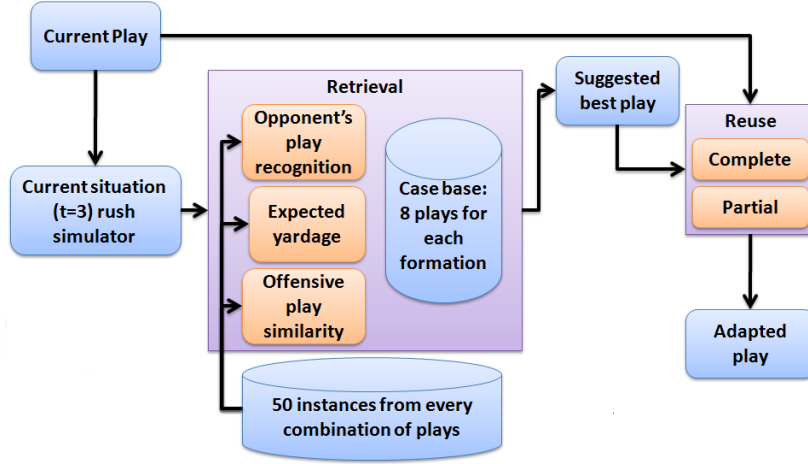 Current Play
Current situation
(t=3) rush
simulator
Retrieval
Opponent's
play
recognition
Expected
yardage
Offensive
play
similarity
Case base:
8 plays for
each
formation
50 instances from every
combination of plays
Suggested
best play
Reuse
Complete
Partial
Adapted
play